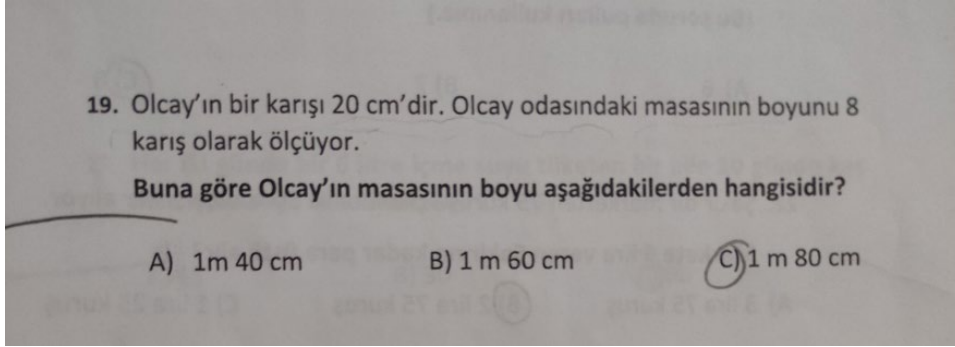 19. Olcay'ın bir karışı 20 cm'dir. Olcay odasındaki masasının boyunu 8
karış olarak ölçüyor.
Buna göre Olcay'ın masasının boyu aşağıdakilerden hangisidir?
A) 1m 40 cm B) 1 m 60 cm C) 1 m 80 cm